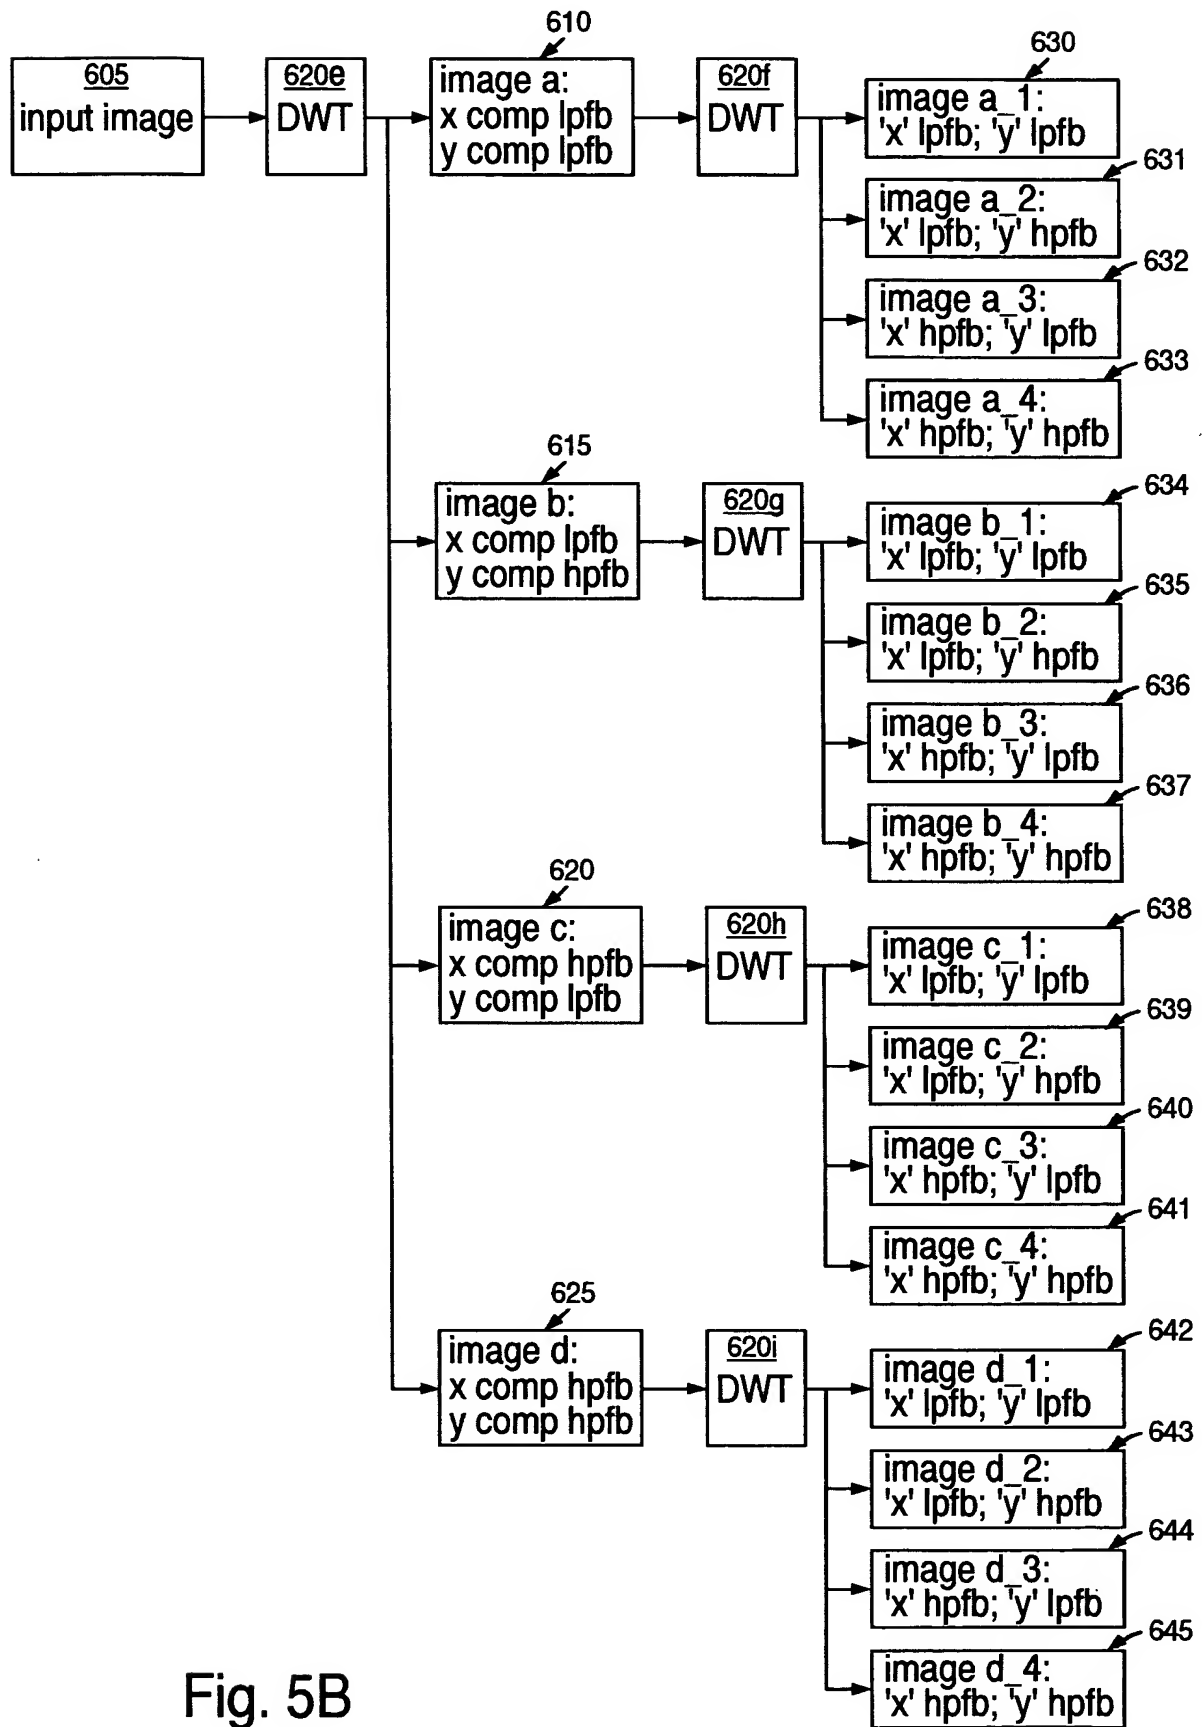 605
input image
620e
DWT
610
image a:
x comp lpfb
y comp lpfb
620f
DWT
630
image a_1:
'x' lpfb; 'y' lpfb
631
image a_2:
'x' lpfb; 'y' hpfb
632
image a_3:
'x' hpfb; 'y' lpfb
633
image a_4:
'x' hpfb; 'y' hpfb
615
image b:
x comp lpfb
y comp hpfb
620g
DWT
634
image b_1:
'x' lpfb; 'y' lpfb
635
image b_2:
'x' lpfb; 'y' hpfb
636
image b_3:
'x' hpfb; 'y' lpfb
637
image b_4:
'x' hpfb; 'y' hpfb
620
image c:
x comp hpfb
y comp lpfb
620h
DWT
638
image c_1:
'x' lpfb; 'y' lpfb
639
image c_2:
'x' lpfb; 'y' hpfb
640
image c_3:
'x' hpfb; 'y' lpfb
641
image c_4:
'x' hpfb; 'y' hpfb
625
image d:
x comp hpfb
y comp hpfb
620i
DWT
642
image d_1:
'x' lpfb; 'y' lpfb
643
image d_2:
'x' lpfb; 'y' hpfb
644
image d_3:
'x' hpfb; 'y' lpfb
645
image d_4:
'x' hpfb; 'y' hpfb
Fig. 5B